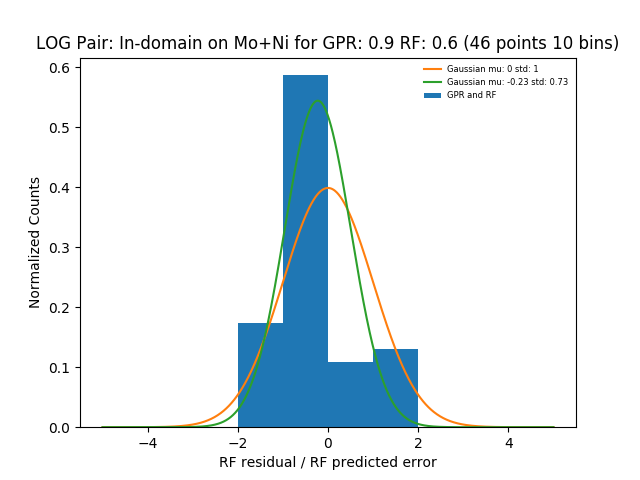 LOG Pair: In-domain on Mo+Ni for GPR: 0.9 RF: 0.6 (46 points 10 bins)
Gaussian mu: 0 std: 1
Gaussian mu: -0.23 std: 0.73
GPR and RF
Normalized Counts
0.6
0.5
0.4
0.3
0.2
0.1
0.0
−4
−2
0
2
4
RF residual / RF predicted error